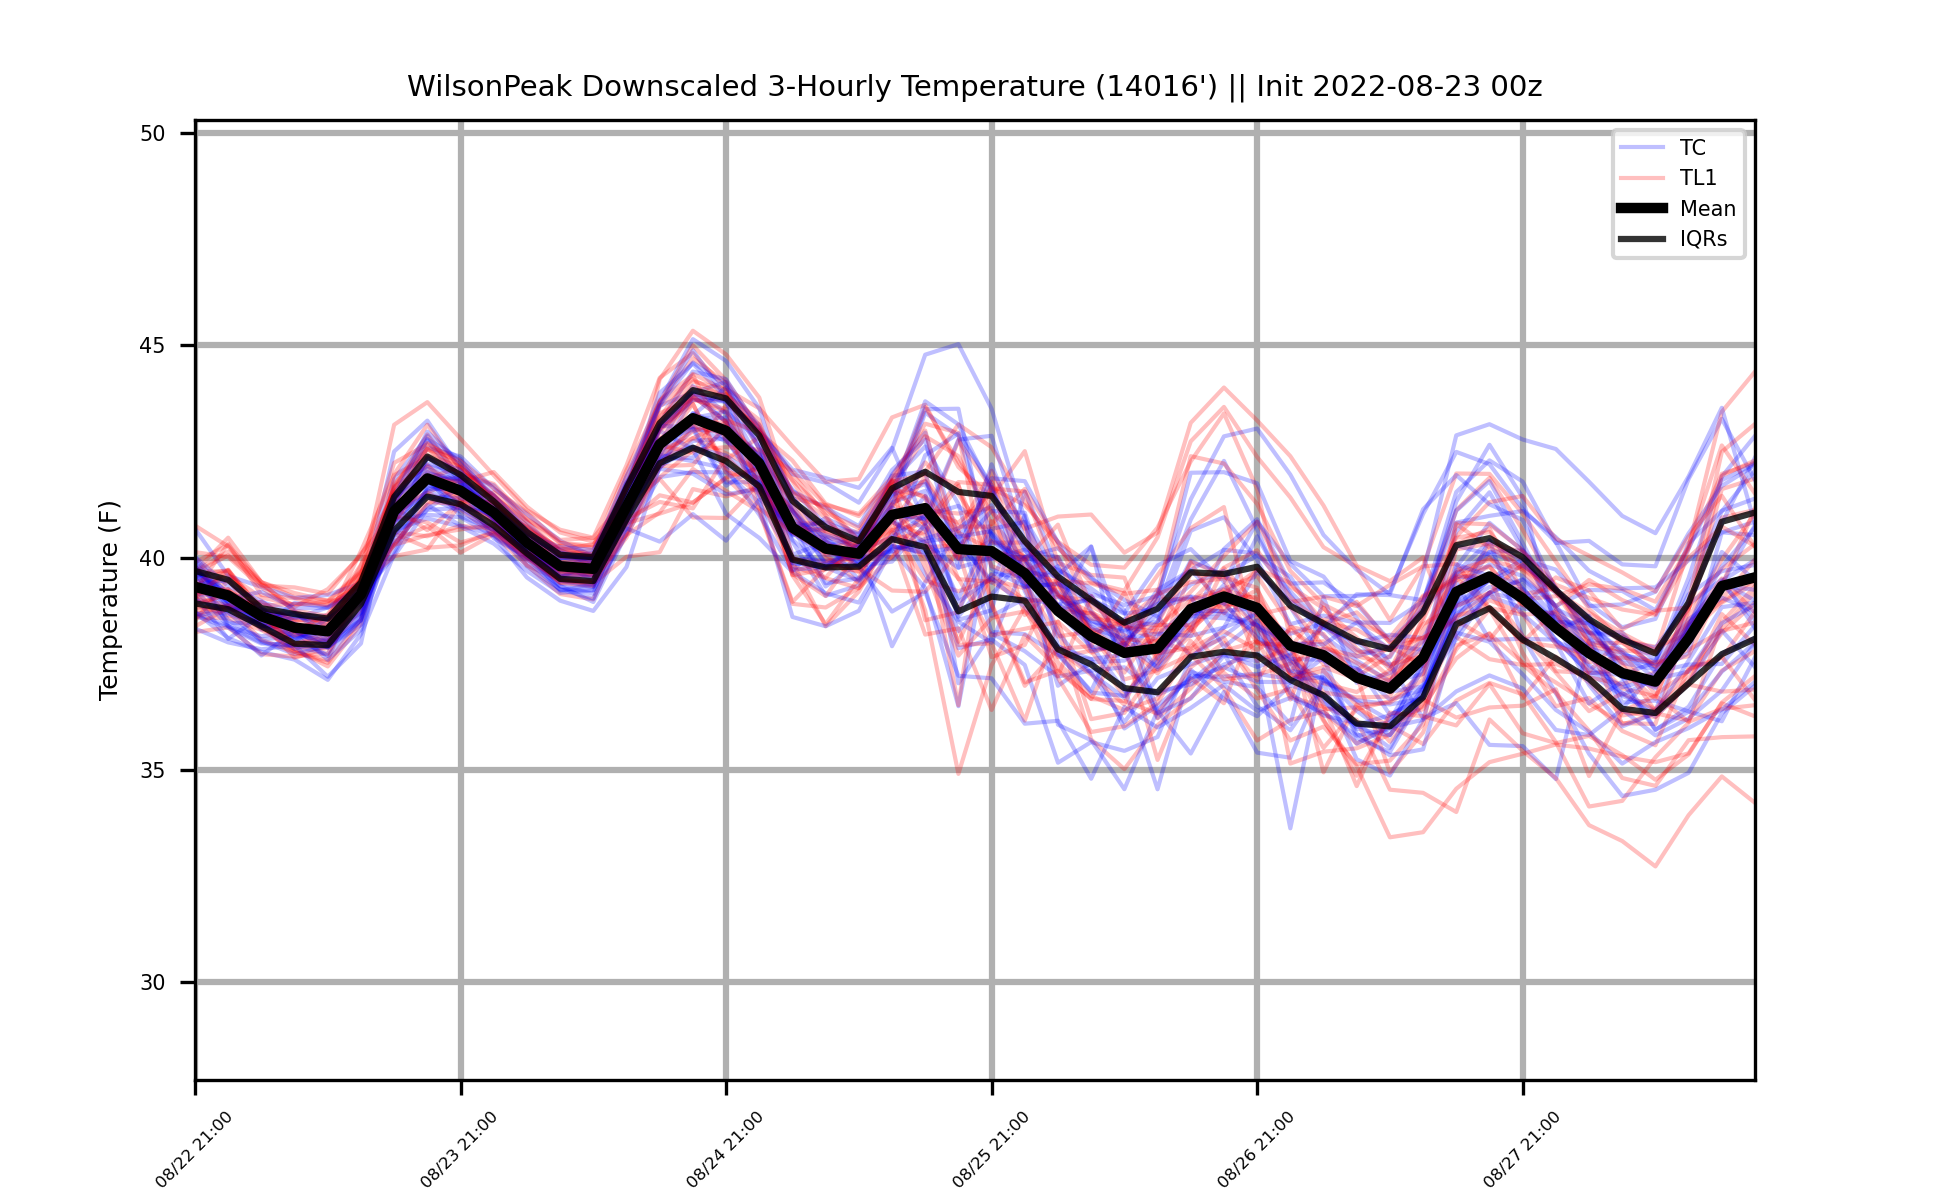 WilsonPeak Downscaled 3-Hourly Temperature (14016') || Init 2022-08-23 00z
TC
TL1
Mean
IQRs
Temperature (F)
50
45
40
35
30
08/22 21:00
08/23 21:00
08/24 21:00
08/25 21:00
08/26 21:00
08/27 21:00